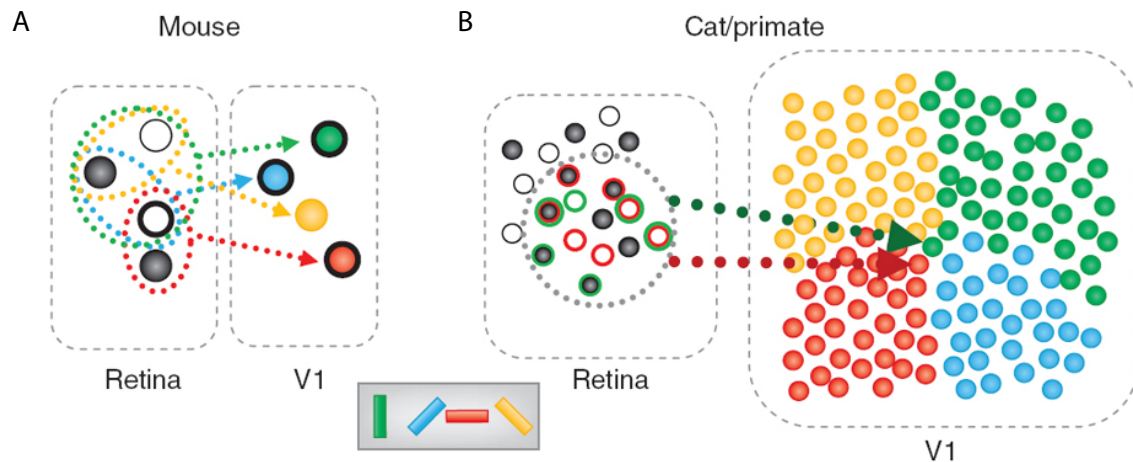 A
Mouse
B
Cat/primate
Retina
V1
Retina
V1